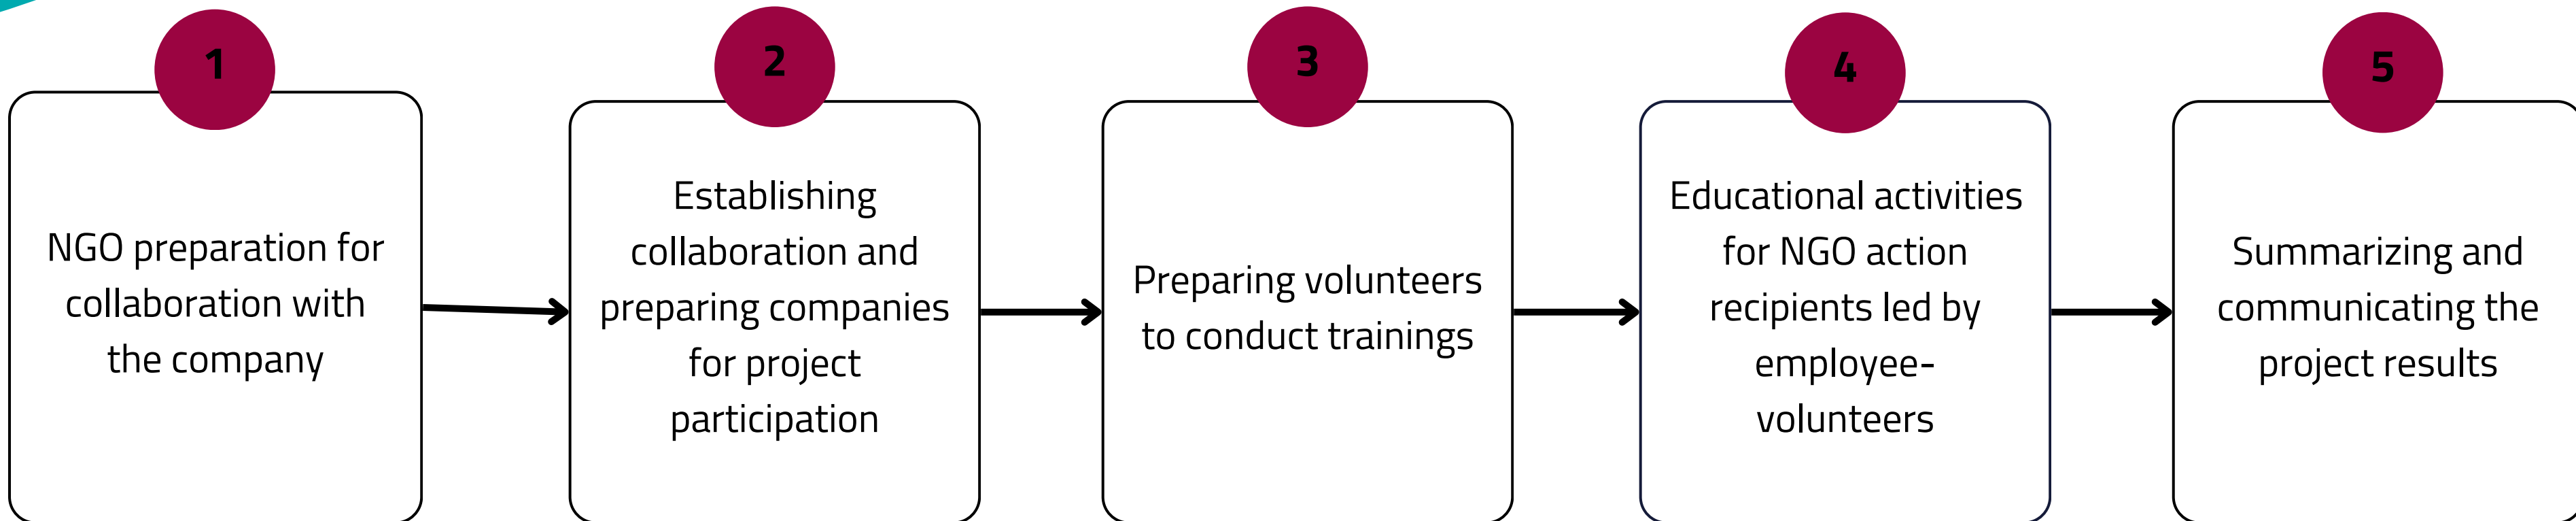 1
NGO preparation for
collaboration with
the company
2
Establishing
collaboration and
preparing companies
for project
participation
3
Preparing volunteers
to conduct trainings
4
Educational activities
for NGO action
recipients led by
employee-
volunteers
5
Summarizing and
communicating the
project results